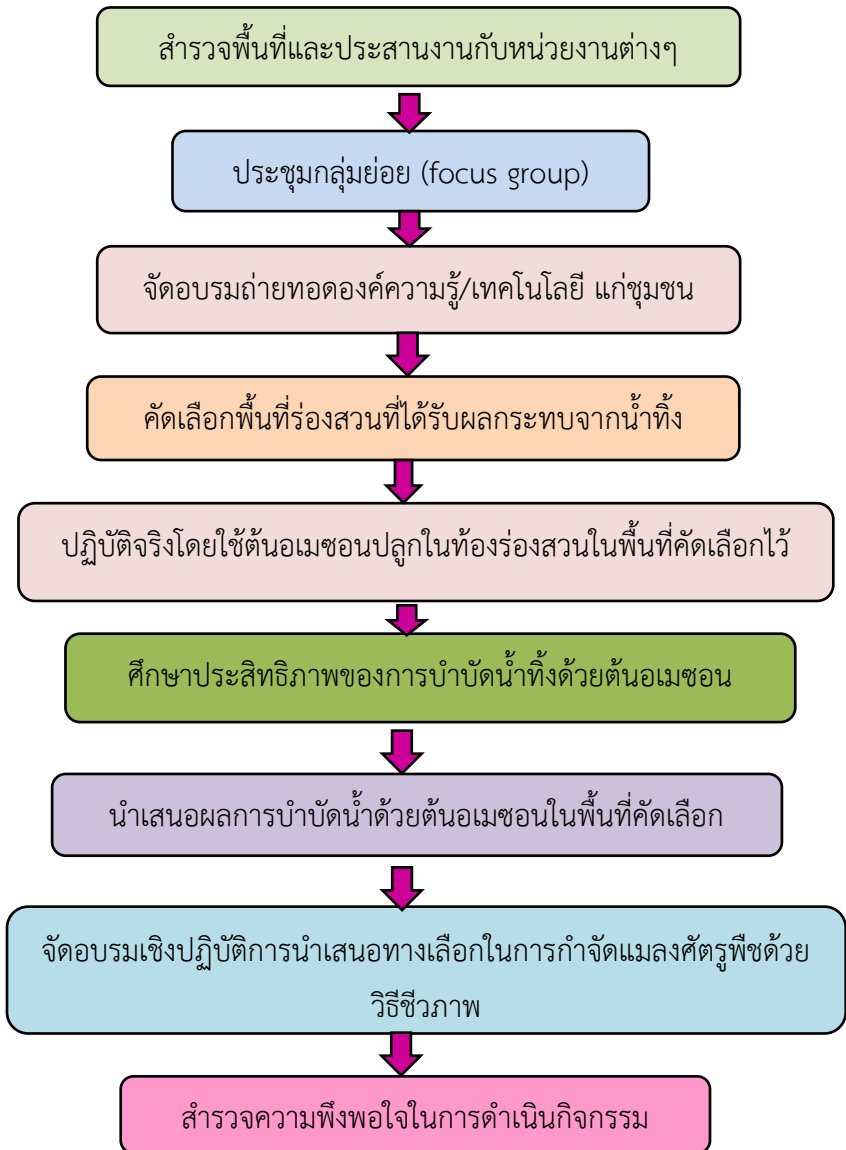 สำรวจพื้นที่และประสานงานกับหน่วยงานต่างๆ
ประชุมกลุ่มย่อย (focus group)
จัดอบรมถ่ายทอดองค์ความรู้/เทคโนโลยี แก่ชุมชน
คัดเลือกพื้นที่ร่องสวนที่ได้รับผลกระทบจากน้ำทิ้ง
ปฏิบัติจริงโดยใช้ต้นอเมซอนปลูกในท้องร่องสวนในพื้นที่คัดเลือกไว้
ศึกษาประสิทธิภาพของการบำบัดน้ำทิ้งด้วยต้นอเมซอน
นำเสนอผลการบำบัดน้ำด้วยต้นอเมซอนในพื้นที่คัดเลือก
จัดอบรมเชิงปฏิบัติการนำเสนอทางเลือกในการกำจัดแมลงศัตรูพืชด้วย
วิธีชีวภาพ
สำรวจความพึงพอใจในการดำเนินกิจกรรม